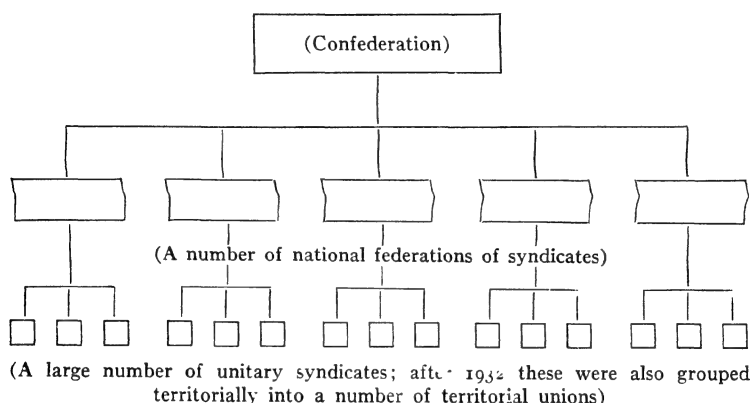 (Confederation)
(A number of national federations of syndicates)
(A large number of unitary syndicates; these were also grouped
territorially into a number of territorial unions)